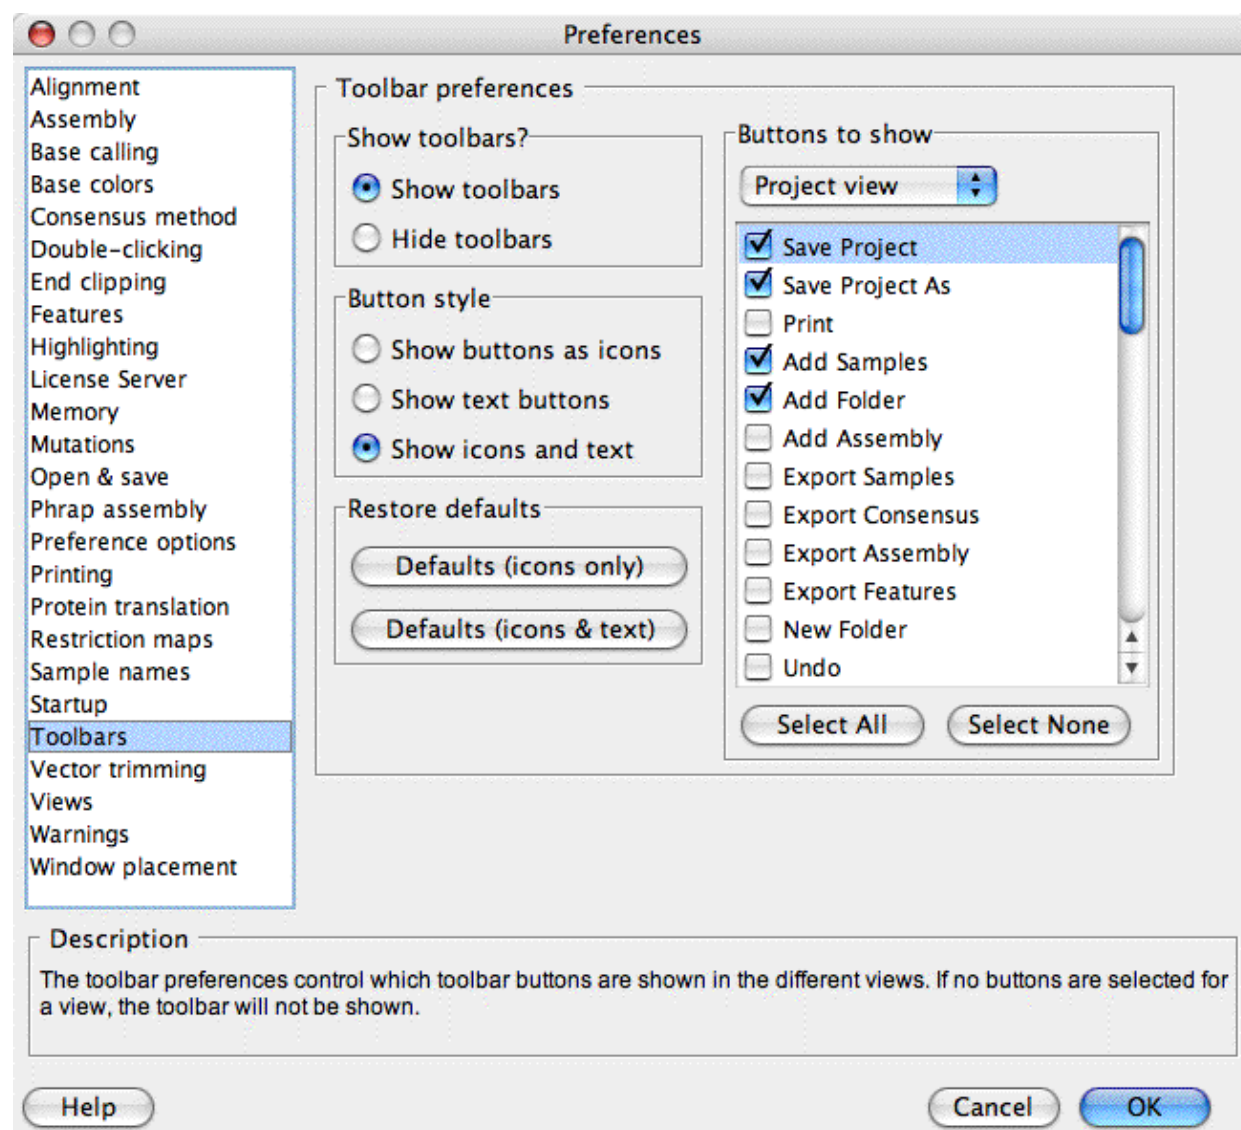 Preferences
Alignment
Assembly
Base calling
Base colors
Consensus method
Double-clicking
End clipping
Features
Highlighting
License Server
Memory
Mutations
Open & save
Phrap assembly
Preference options
Printing
Protein translation
Restriction maps
Sample names
Startup
Toolbars
Vector trimming
Views
Warnings
Window placement
Toolbar preferences
Show toolbars?
Show toolbars
Hide toolbars
Button style
Show buttons as icons
Show text buttons
Show icons and text
Restore defaults
Defaults (icons only)
Defaults (icons & text)
Buttons to show
Project view
Save Project
Save Project As
Print
Add Samples
Add Folder
Add Assembly
Export Samples
Export Consensus
Export Assembly
Export Features
New Folder
Undo
Select All
Select None
Description
The toolbar preferences control which toolbar buttons are shown in the different views. If no buttons are selected for
a view, the toolbar will not be shown.
Help
Cancel
OK